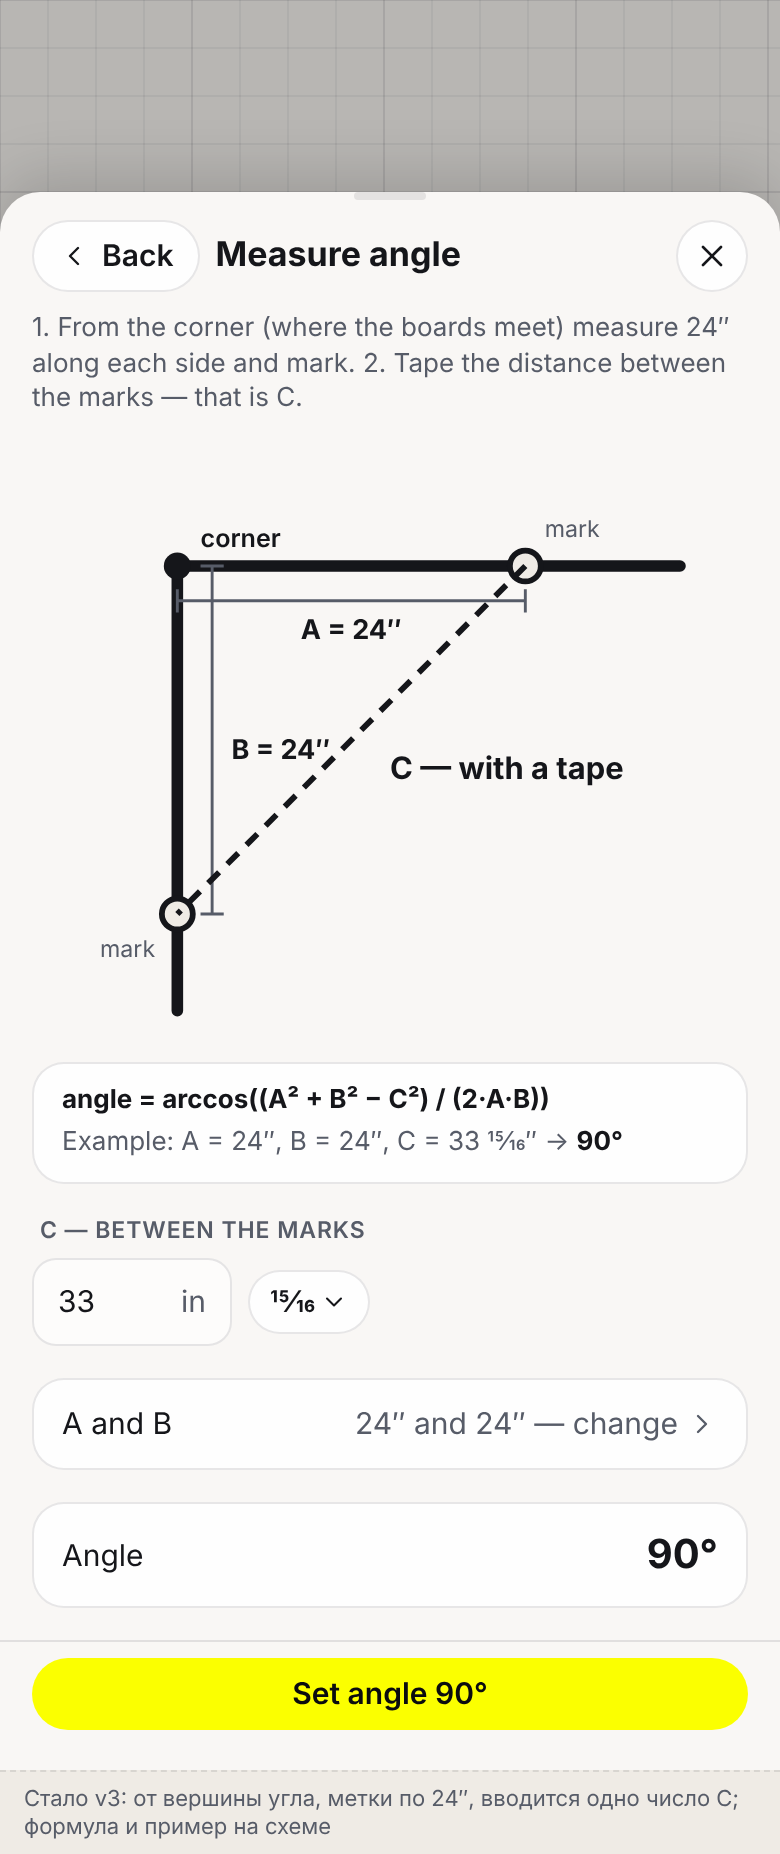 Back
Measure angle
1. From the corner (where the boards meet) measure 24″
along each side and mark. 2. Tape the distance between
the marks — that is C.
mark
corner
A = 24″
B = 24″
C — with a tape
mark
angle = arccos((A² + B² − C²) / (2·A·B))
Example: A = 24″, B = 24″, C = 33 ¹⁵⁄₁₆″ → 90°
C — BETWEEN THE MARKS
33 in ¹⁵⁄₁₆
A and B 24″ and 24″ — change
Angle 90°
Set angle 90°
Стало v3: от вершины угла, метки по 24″, вводится одно число C;
формула и пример на схеме